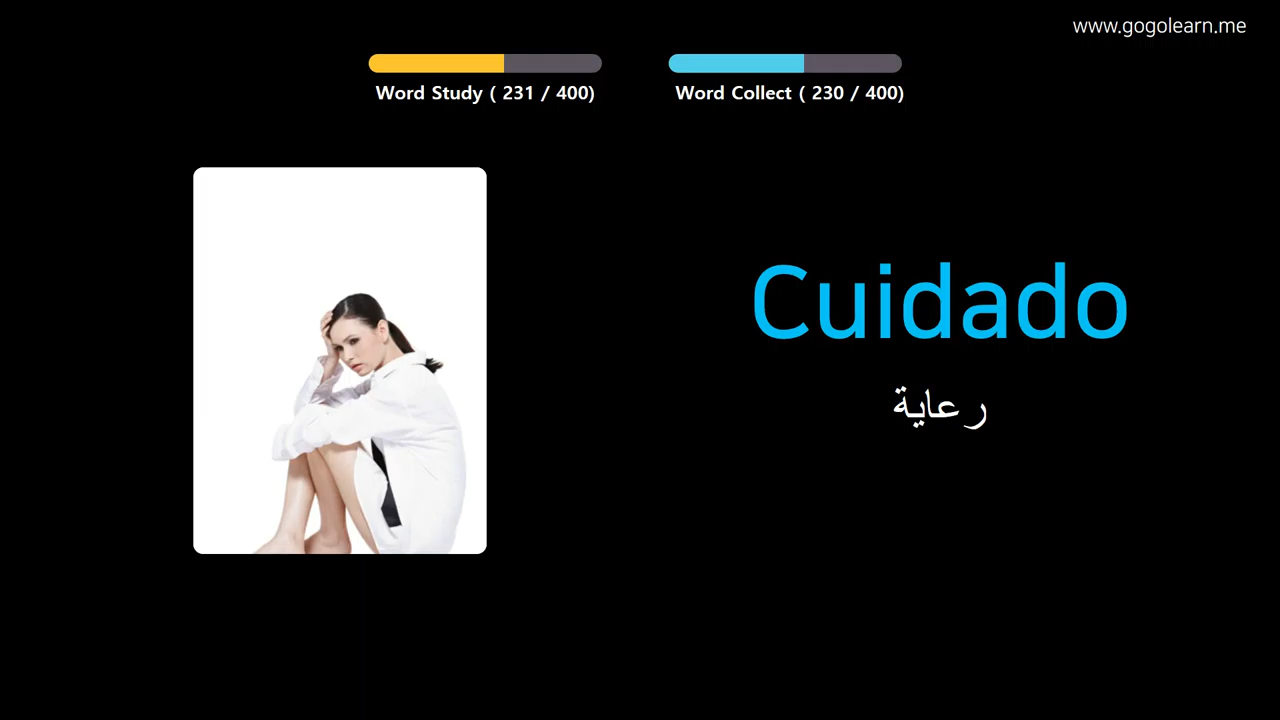 www.gogolearn.me
Word Study ( 231 / 400)
Word Collect ( 230 / 400)
Cuidado
رعاية